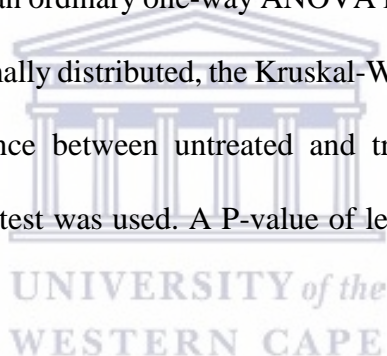 an ordinary one-way ANOVA
nally distributed, the Kruskal-W
nce between untreated and tr
test was used. A P-value of le
UNIVERSITY of the
WESTERN CAPE